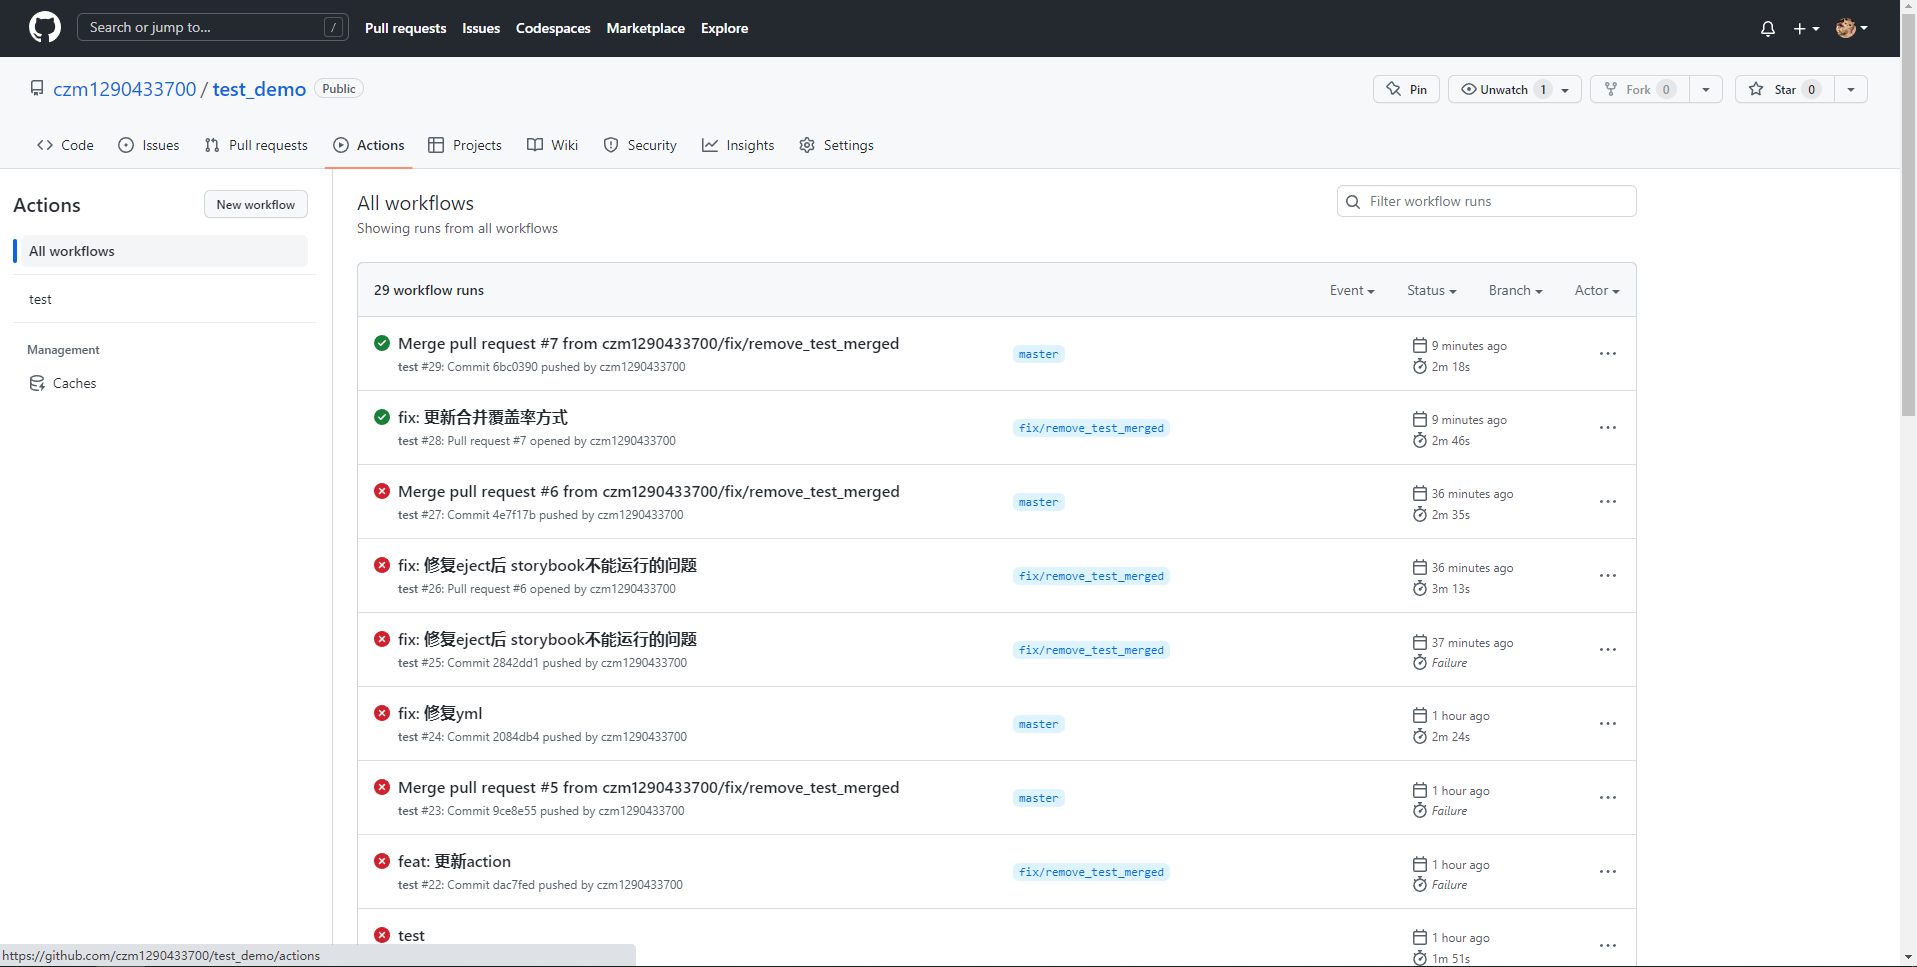 Search or jump to... /
Pull requests Issues Codespaces Marketplace Explore
czm1290433700 / test_demo Public
Pin Unwatch 1 Fork 0 Star 0
Code Issues Pull requests Actions Projects Wiki Security Insights Settings
Actions New workflow
All workflows
test
Management
Caches
All workflows
Showing runs from all workflows
Filter workflow runs
29 workflow runs Event Status Branch Actor
Merge pull request #7 from czm1290433700/fix/remove_test_merged
test #29: Commit 6bc0390 pushed by czm1290433700
master
9 minutes ago
2m 18s
fix: 更新合并覆盖率方式
test #28: Pull request #7 opened by czm1290433700
fix/remove_test_merged
9 minutes ago
2m 46s
Merge pull request #6 from czm1290433700/fix/remove_test_merged
test #27: Commit 4e7f17b pushed by czm1290433700
master
36 minutes ago
2m 35s
fix: 修复eject后 storybook不能运行的问题
test #26: Pull request #6 opened by czm1290433700
fix/remove_test_merged
36 minutes ago
3m 13s
fix: 修复eject后 storybook不能运行的问题
test #25: Commit 2842dd1 pushed by czm1290433700
fix/remove_test_merged
37 minutes ago
Failure
fix: 修复yml
test #24: Commit 2084db4 pushed by czm1290433700
master
1 hour ago
2m 24s
Merge pull request #5 from czm1290433700/fix/remove_test_merged
test #23: Commit 9ce8e55 pushed by czm1290433700
master
1 hour ago
Failure
feat: 更新action
test #22: Commit dac7fed pushed by czm1290433700
fix/remove_test_merged
1 hour ago
Failure
test
1 hour ago
1m 51s
https://github.com/czm1290433700/test_demo/actions